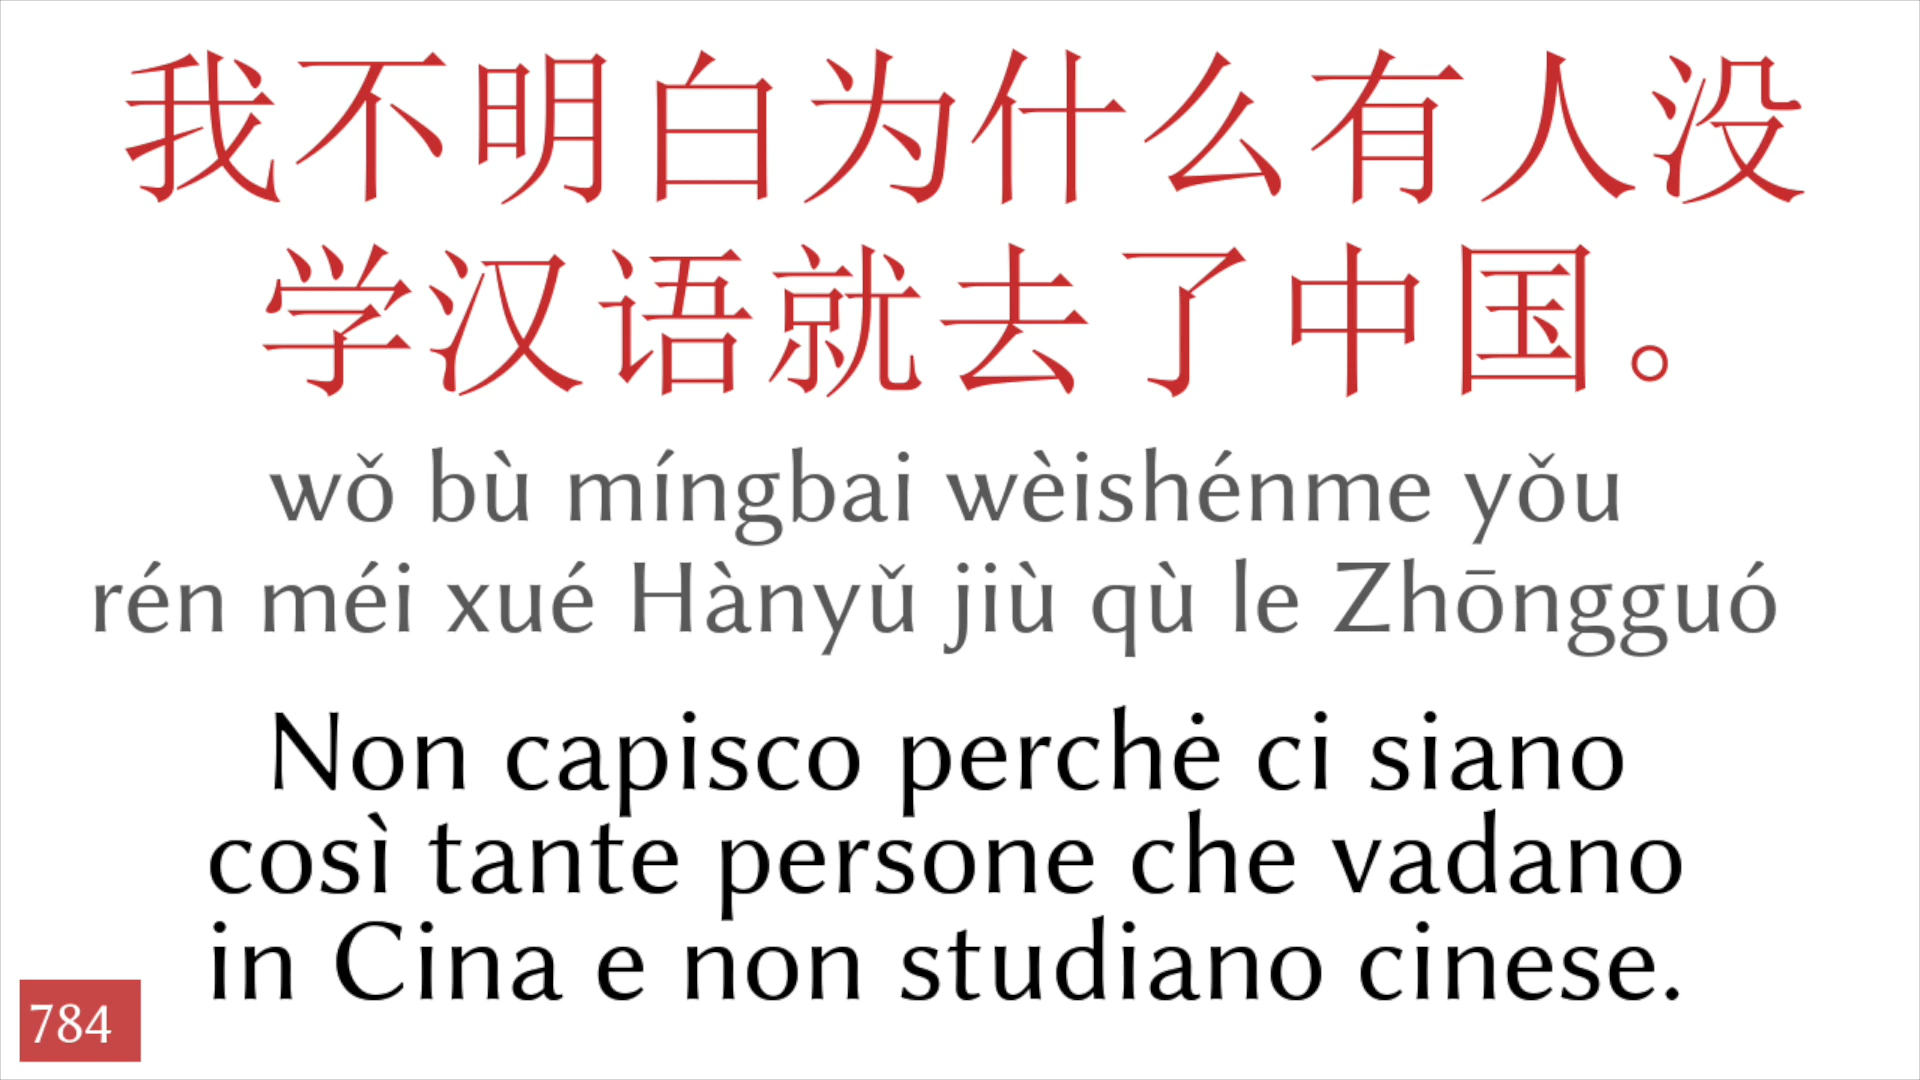 我不明白为什么有人没
学汉语就去了中国。
wǒ bù míngbai wèishénme yǒu
rén méi xué Hànyǔ jiù qù le Zhōngguó
Non capisco perchė ci siano
così tante persone che vadano
in Cina e non studiano cinese.
784